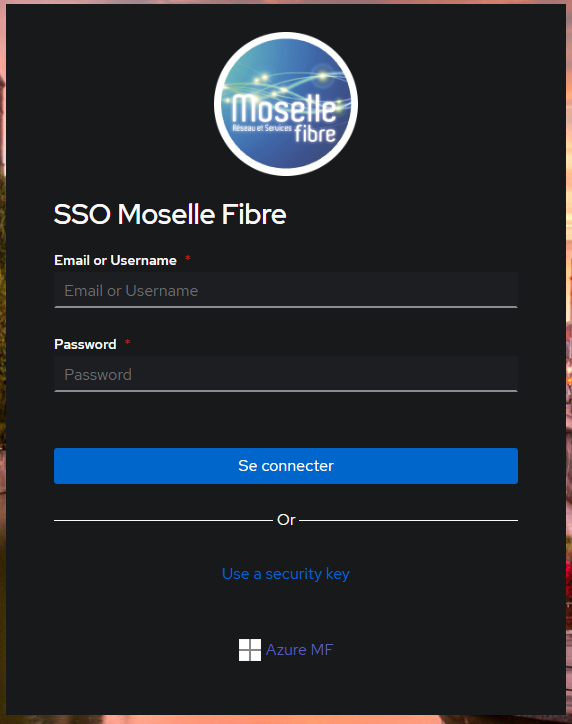 Moselle
Réseau et Services
fibre
SSO Moselle Fibre
Email or Username *
Email or Username
Password *
Password
Se connecter
Or
Use a security key
Azure MF